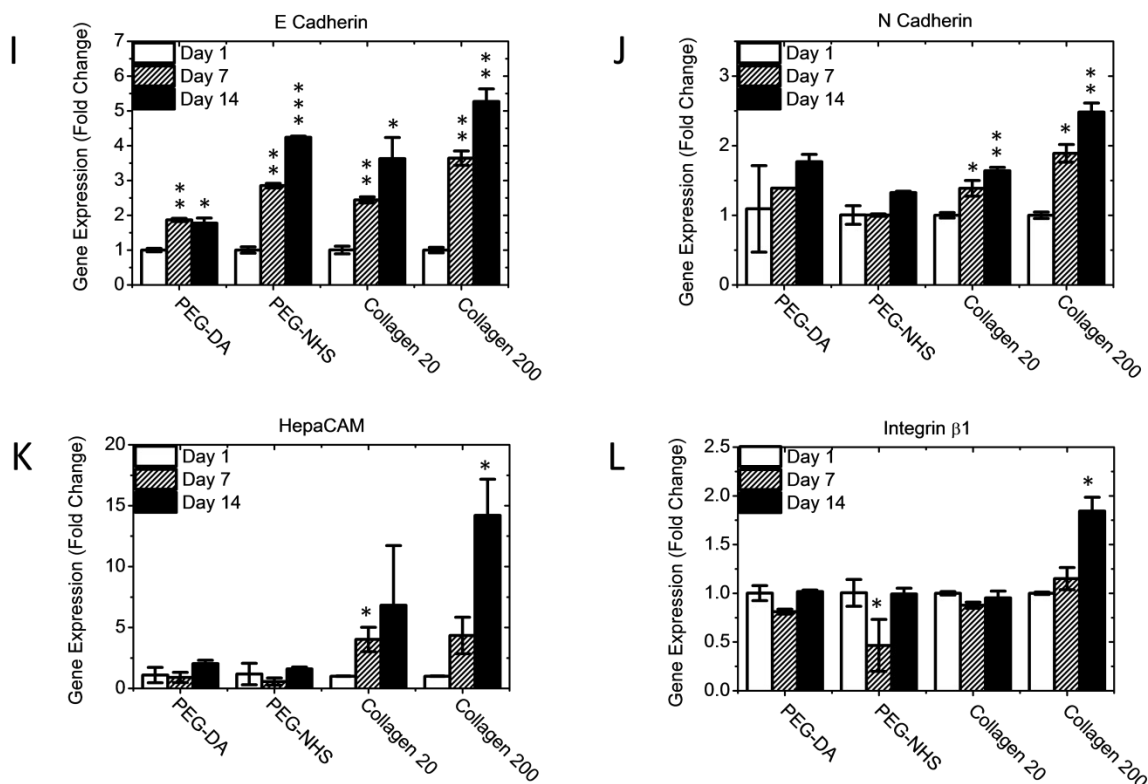 I
E Cadherin
Gene Expression (Fold Change)
7
6
5
4
3
2
1
0
Day 1
Day 7
Day 14
** * ** *** ** * ** **
PEG-DA
PEG-NHS
Collagen 20
Collagen 200
J
N Cadherin
Gene Expression (Fold Change)
3
2
1
0
Day 1
Day 7
Day 14
* ** * **
PEG-DA
PEG-NHS
Collagen 20
Collagen 200
K
HepaCAM
Gene Expression (Fold Change)
20
15
10
5
0
Day 1
Day 7
Day 14
* *
PEG-DA
PEG-NHS
Collagen 20
Collagen 200
L
Integrin β1
Gene Expression (Fold Change)
2.5
2.0
1.5
1.0
0.5
0.0
Day 1
Day 7
Day 14
* *
PEG-DA
PEG-NHS
Collagen 20
Collagen 200